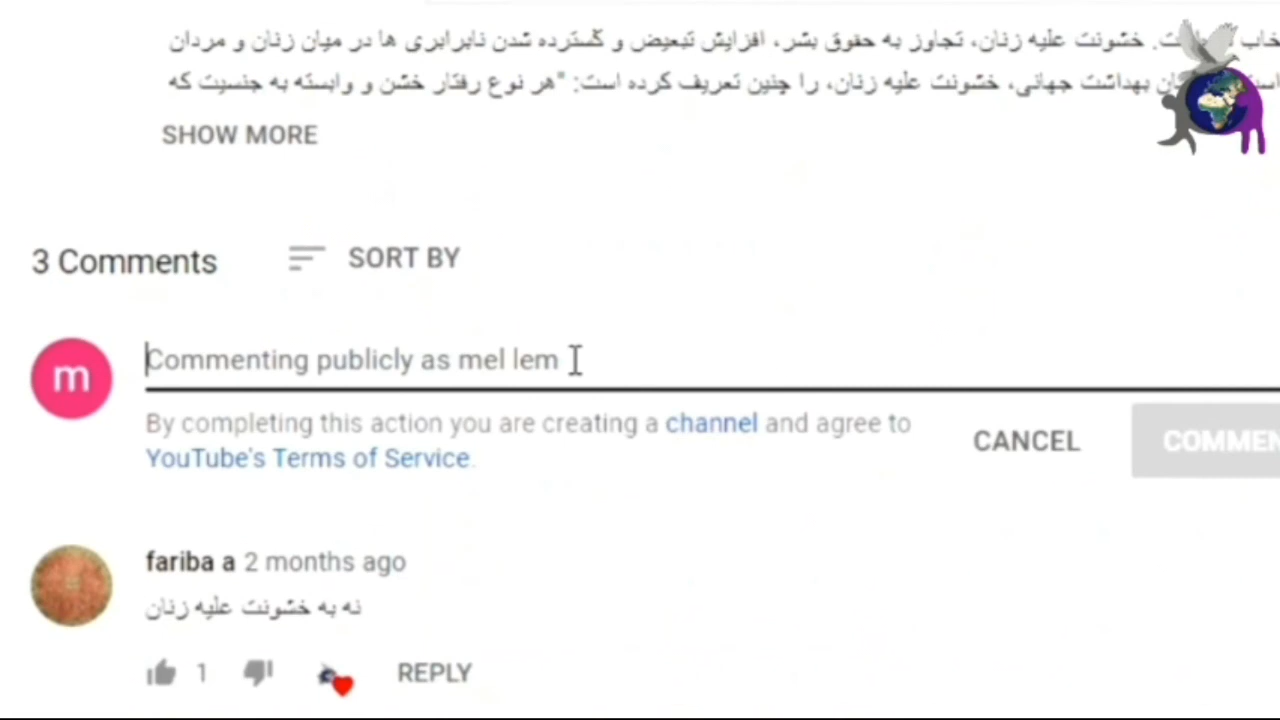 خشونت علیه زنان، تجاوز به حقوق بشر، افزایش تبعیض و گسترده شدن نابرابری ها در میان زنان و مردان
بهداشت جهانی، خشونت علیه زنان، را چنین تعریف کرده است: "هر نوع رفتار خشن و وابسته به جنسیت که
SHOW MORE
3 Comments SORT BY
m
Commenting publicly as mel lem
By completing this action you are creating a channel and agree to
YouTube's Terms of Service.
CANCEL
fariba a 2 months ago
نه به خشونت علیه زنان
1 REPLY